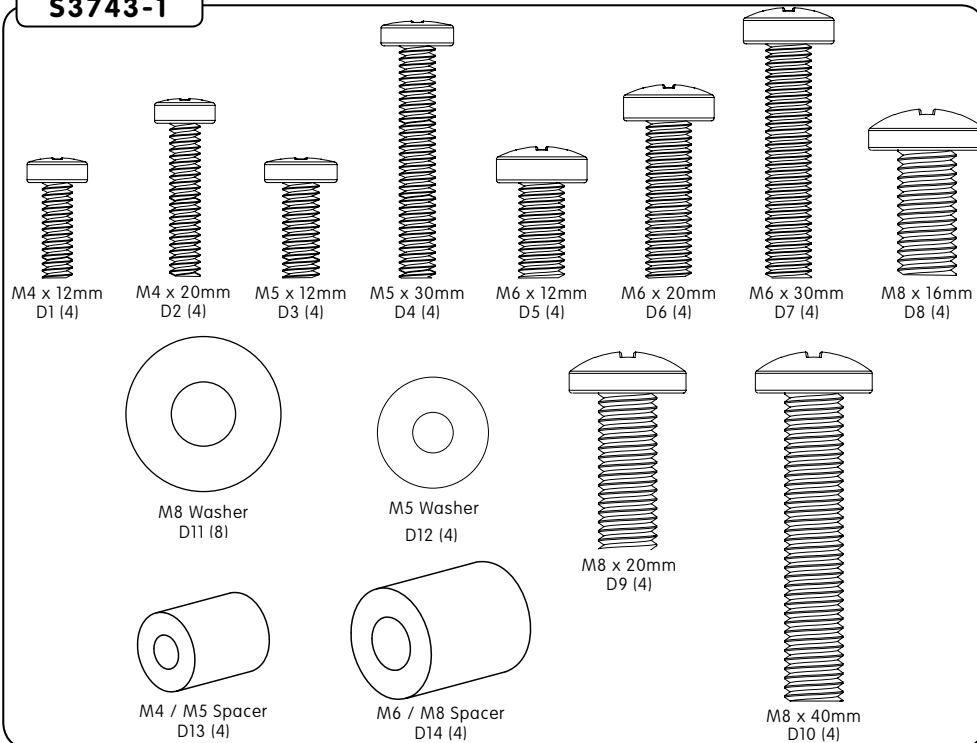 S3743-1
M4 x 12mm
D1 (4)
M4 x 20mm
D2 (4)
M5 x 12mm
D3 (4)
M5 x 30mm
D4 (4)
M6 x 12mm
D5 (4)
M6 x 20mm
D6 (4)
M6 x 30mm
D7 (4)
M8 x 16mm
D8 (4)
M8 Washer
D11 (8)
M5 Washer
D12 (4)
M8 x 20mm
D9 (4)
M4 / M5 Spacer
D13 (4)
M6 / M8 Spacer
D14 (4)
M8 x 40mm
D10 (4)